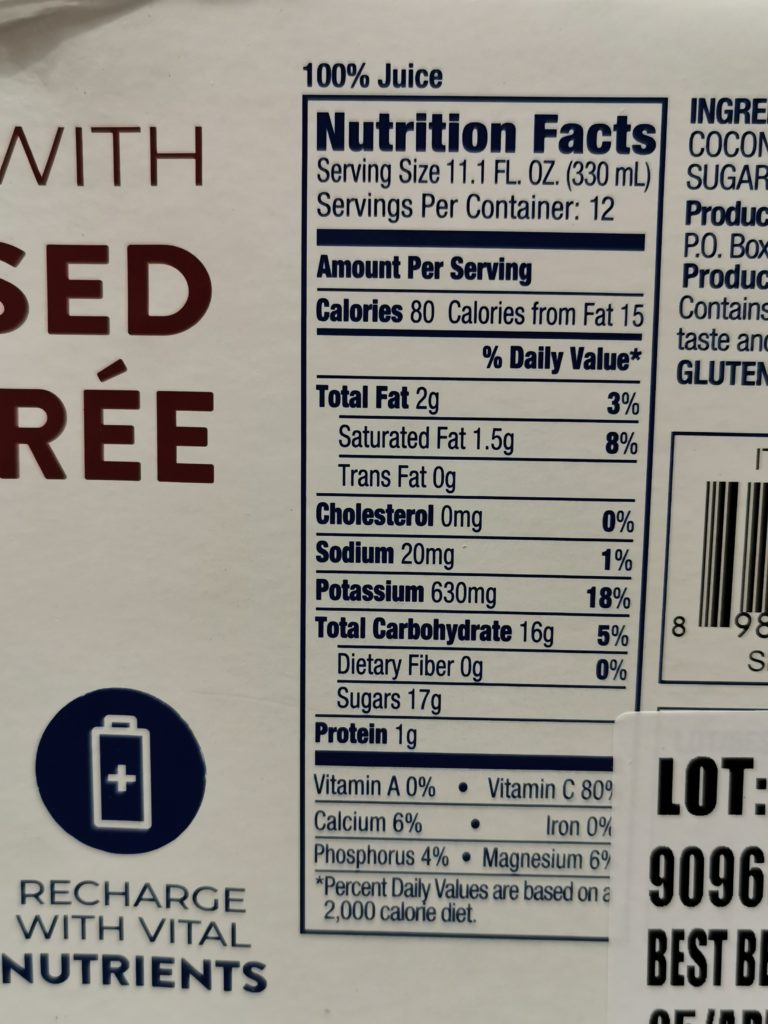 WITH
SED
RÉE
RECHARGE
WITH VITAL
NUTRIENTS
100% Juice
Nutrition Facts
Serving Size 11.1 FL. OZ. (330 mL)
Servings Per Container: 12
Amount Per Serving
Calories 80 Calories from Fat 15
% Daily Value*
Total Fat 2g 3%
Saturated Fat 1.5g 8%
Trans Fat 0g
Cholesterol 0mg 0%
Sodium 20mg 1%
Potassium 630mg 18%
Total Carbohydrate 16g 5%
Dietary Fiber 0g 0%
Sugars 17g
Protein 1g
Vitamin A 0% • Vitamin C 80%
Calcium 6% • Iron 0%
Phosphorus 4% • Magnesium 6%
*Percent Daily Values are based on a
2,000 calorie diet.
INGRE
COCON
SUGAR
Produc
P.O. Box
Produc
Contains
taste and
GLUTEN
8 98
LOT:
9096
BEST BE